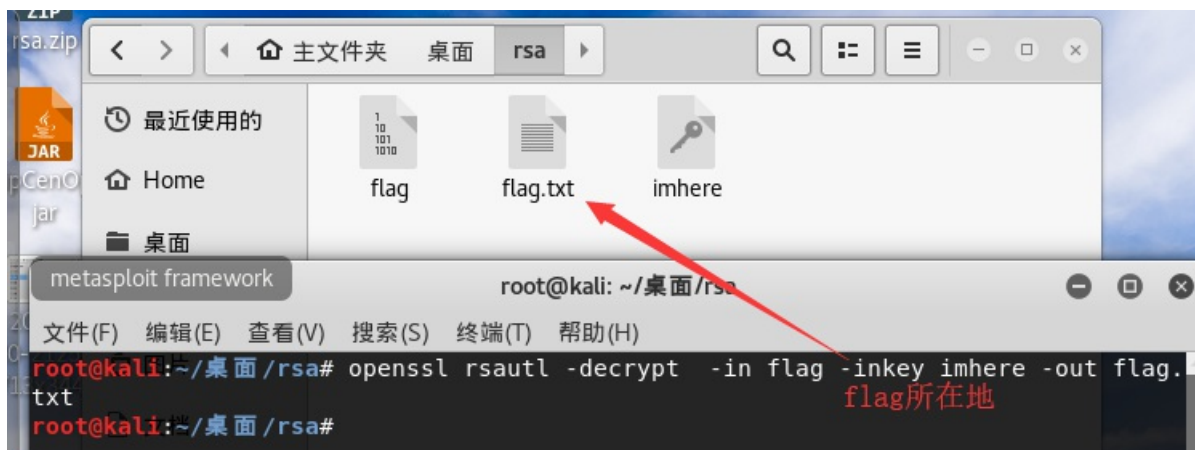 ZIP
rsa.zip
主文件夹 桌面 rsa
最近使用的
JAR
pCenO
jar
Home
桌面
flag flag.txt imhere
metasploit framework
root@kali: ~/桌面/rsa
文件(F) 编辑(E) 查看(V) 搜索(S) 终端(T) 帮助(H)
root@kali:~/桌面/rsa# openssl rsautl -decrypt -in flag -inkey imhere -out flag.
txt
flag所在地
root@kali:~/桌面/rsa#